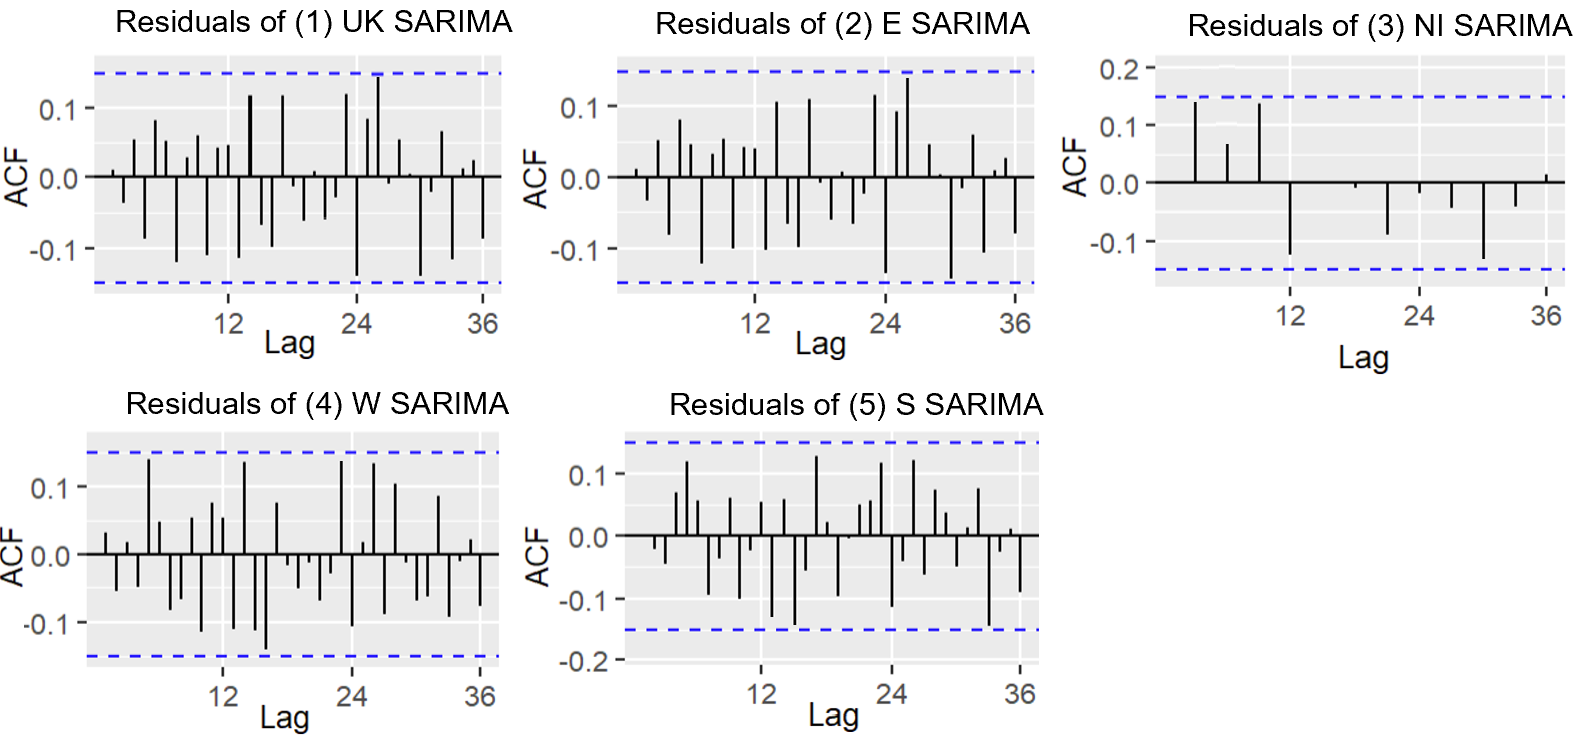 Residuals of (1) UK SARIMA
ACF
0.1
0.0
-0.1
12 24 36
Lag
Residuals of (2) E SARIMA
ACF
0.1
0.0
-0.1
12 24 36
Lag
Residuals of (3) NI SARIMA
ACF
0.2
0.1
0.0
-0.1
12 24 36
Lag
Residuals of (4) W SARIMA
ACF
0.1
0.0
-0.1
12 24 36
Lag
Residuals of (5) S SARIMA
ACF
0.1
0.0
-0.1
-0.2
12 24 36
Lag